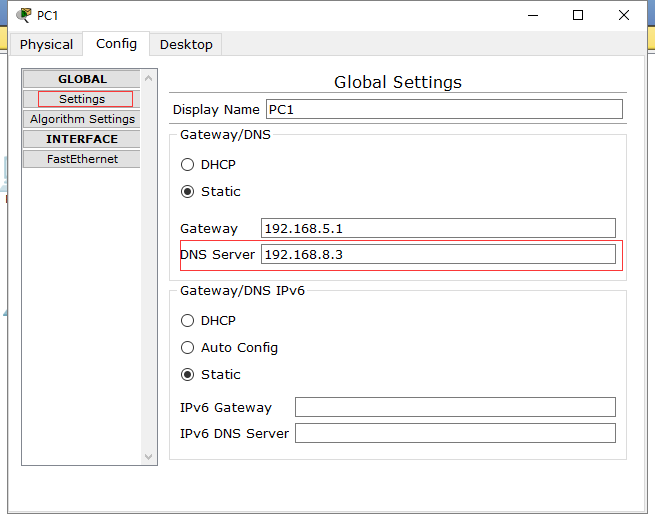 PC1
Physical Config Desktop
GLOBAL
Settings
Algorithm Settings
INTERFACE
FastEthernet
Global Settings
Display Name PC1
Gateway/DNS
DHCP
Static
Gateway 192.168.5.1
DNS Server 192.168.8.3
Gateway/DNS IPv6
DHCP
Auto Config
Static
IPv6 Gateway
IPv6 DNS Server